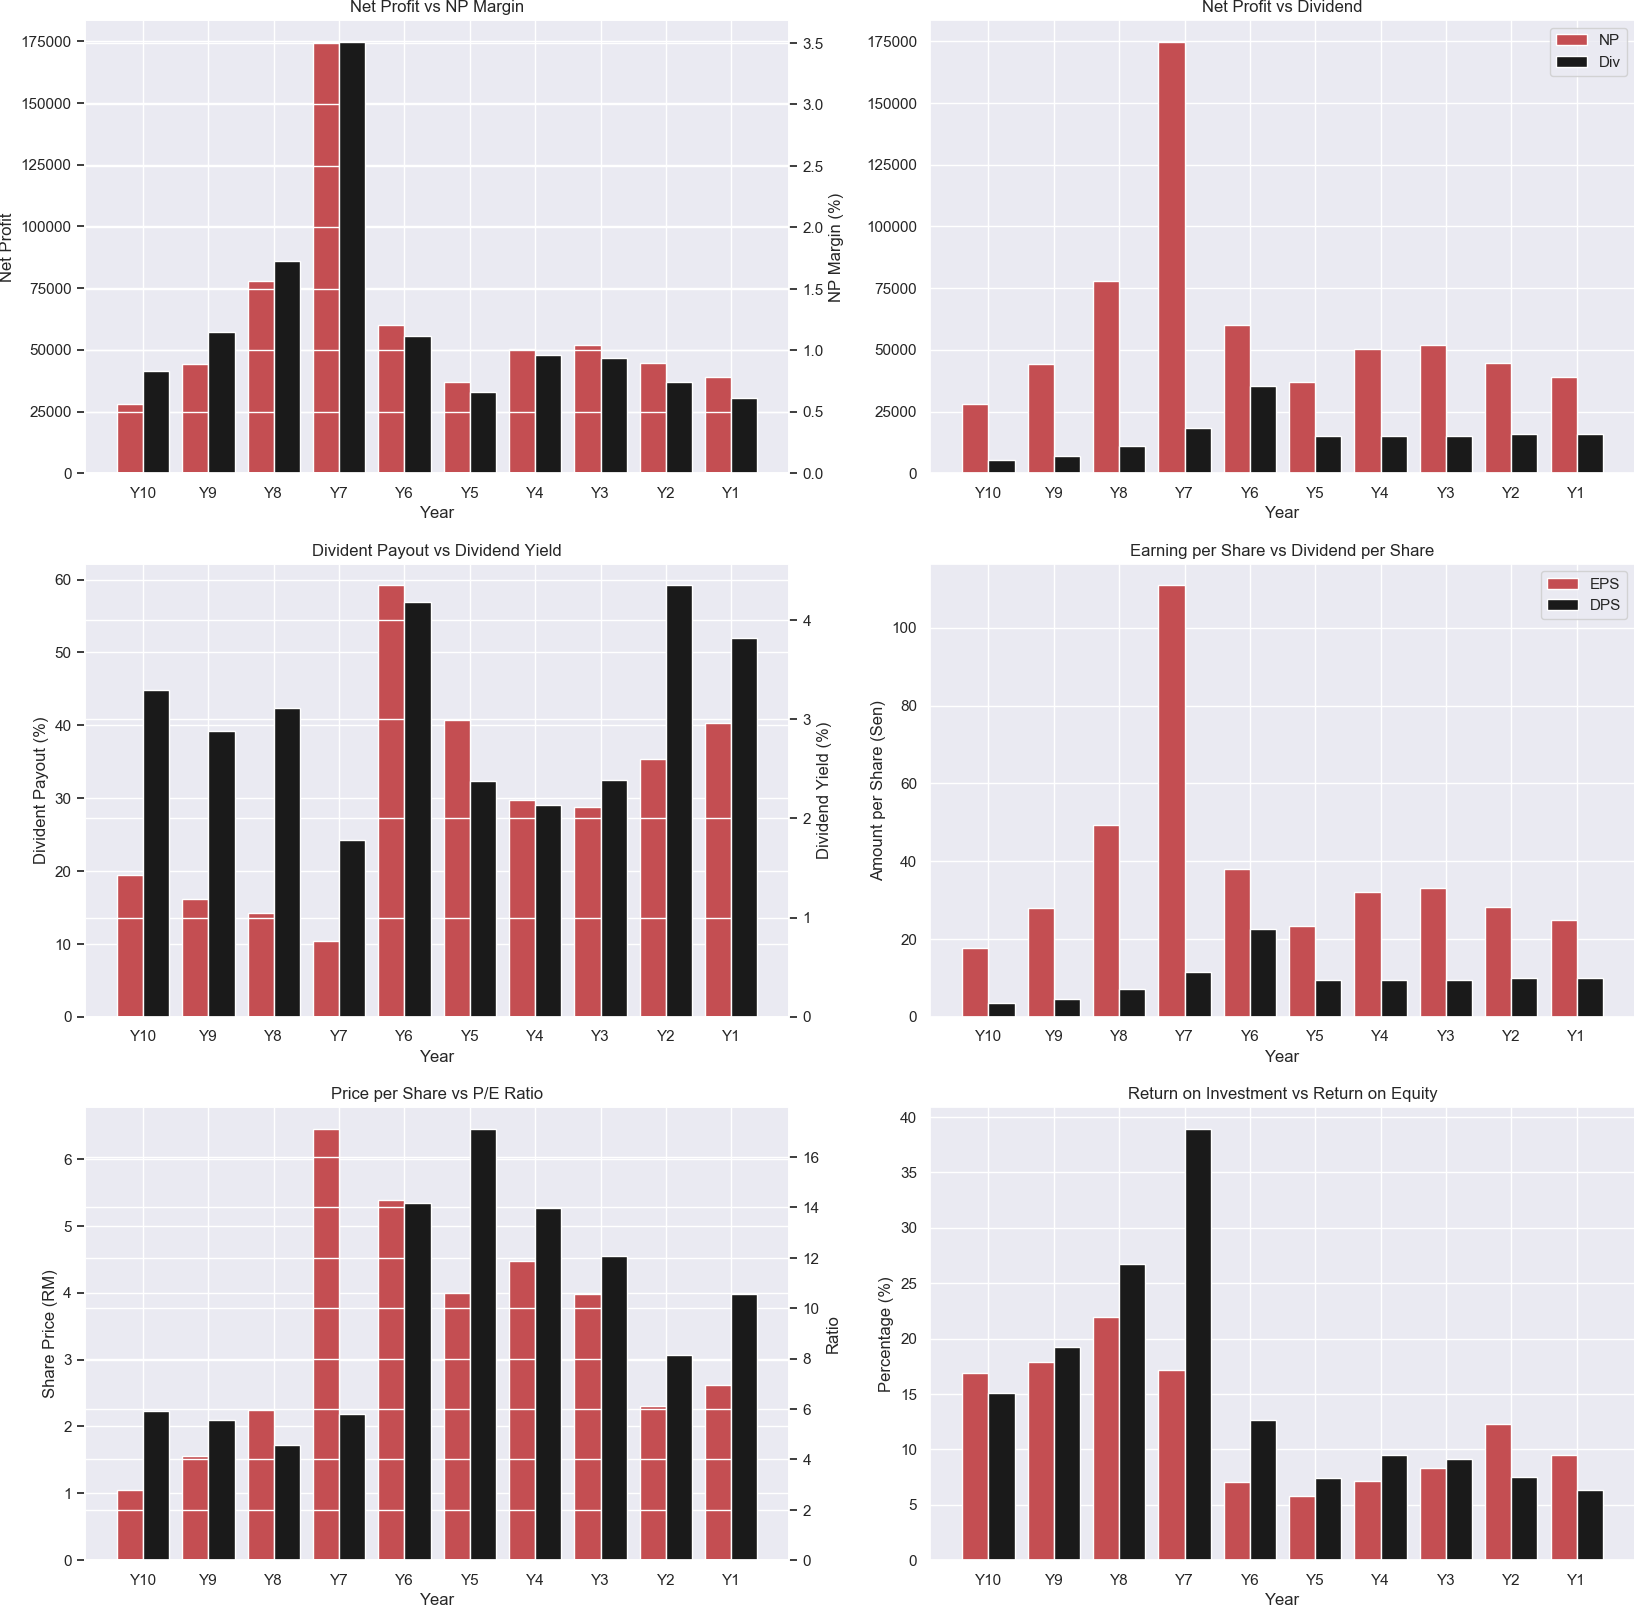 Net Profit vs NP Margin
175000
150000
125000
100000
75000
50000
25000
0
Net Profit
3.5
3.0
2.5
2.0
1.5
1.0
0.5
0.0
NP Margin (%)
Y10 Y9 Y8 Y7 Y6 Y5 Y4 Y3 Y2 Y1
Year
Net Profit vs Dividend
NP
Div
175000
150000
125000
100000
75000
50000
25000
0
Y10 Y9 Y8 Y7 Y6 Y5 Y4 Y3 Y2 Y1
Year
Divident Payout vs Dividend Yield
60
50
40
30
20
10
0
Divident Payout (%)
4
3
2
1
0
Dividend Yield (%)
Y10 Y9 Y8 Y7 Y6 Y5 Y4 Y3 Y2 Y1
Year
Earning per Share vs Dividend per Share
EPS
DPS
100
80
60
40
20
0
Amount per Share (Sen)
Y10 Y9 Y8 Y7 Y6 Y5 Y4 Y3 Y2 Y1
Year
Price per Share vs P/E Ratio
6
5
4
3
2
1
0
Share Price (RM)
16
14
12
10
8
6
4
2
0
Ratio
Y10 Y9 Y8 Y7 Y6 Y5 Y4 Y3 Y2 Y1
Year
Return on Investment vs Return on Equity
40
35
30
25
20
15
10
5
0
Percentage (%)
Y10 Y9 Y8 Y7 Y6 Y5 Y4 Y3 Y2 Y1
Year